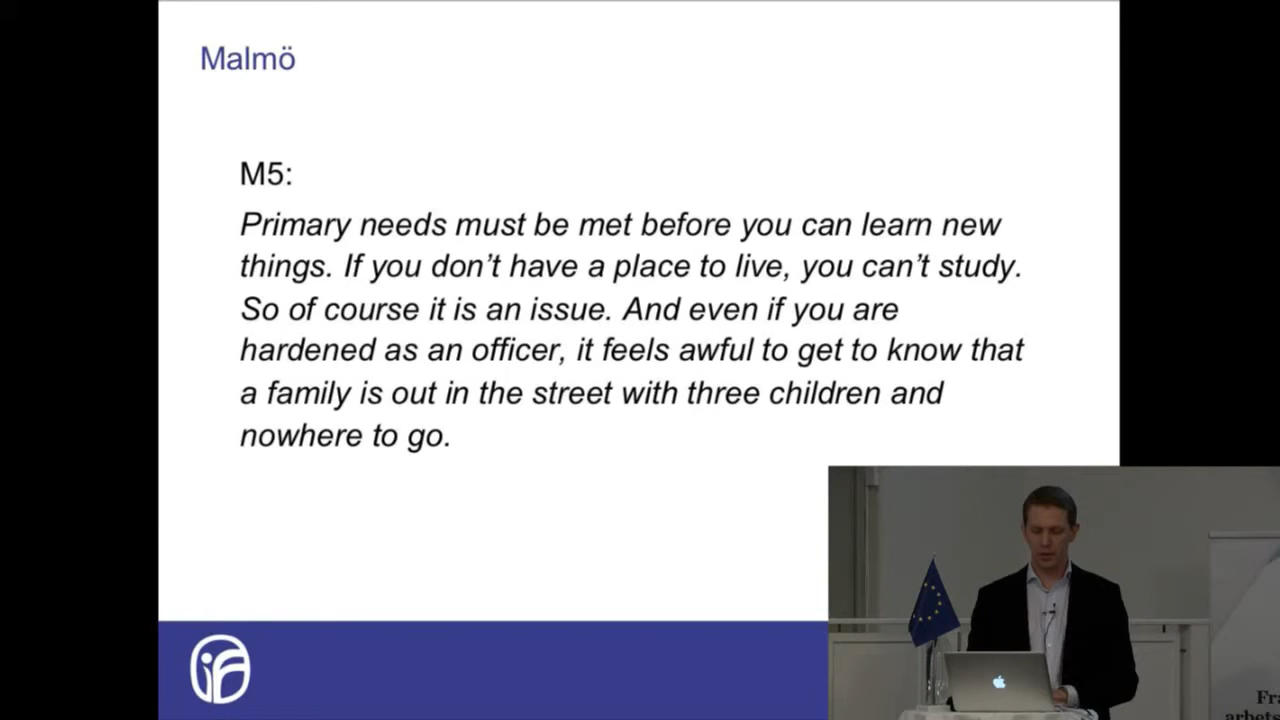 Malmö
M5:
Primary needs must be met before you can learn new
things. If you don’t have a place to live, you can’t study.
So of course it is an issue. And even if you are
hardened as an officer, it feels awful to get to know that
a family is out in the street with three children and
nowhere to go.